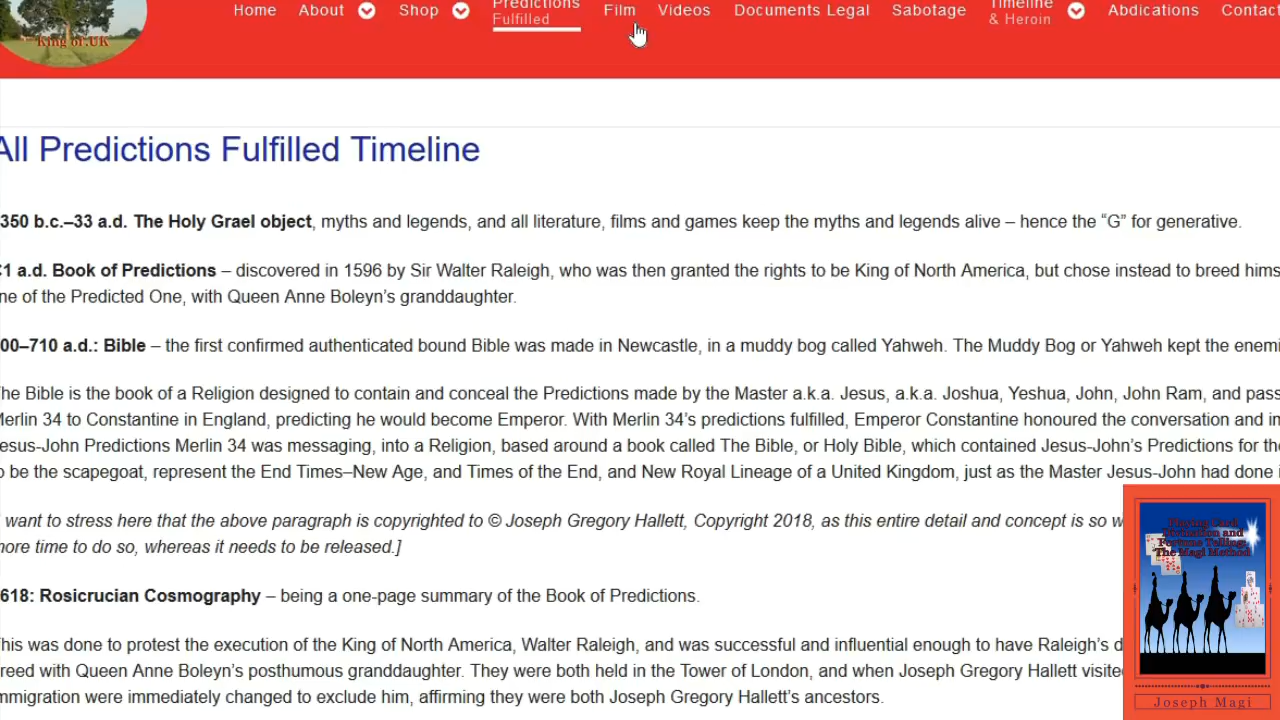 Home About Shop Predictions Fulfilled Film Videos Documents Legal Sabotage Timeline & Heroin Abdications Contact
King of UK
All Predictions Fulfilled Timeline
350 b.c.–33 a.d. The Holy Grael object, myths and legends, and all literature, films and games keep the myths and legends alive – hence the “G” for generative.
1 a.d. Book of Predictions – discovered in 1596 by Sir Walter Raleigh, who was then granted the rights to be King of North America, but chose instead to breed hims
ne of the Predicted One, with Queen Anne Boleyn’s granddaughter.
00–710 a.d.: Bible – the first confirmed authenticated bound Bible was made in Newcastle, in a muddy bog called Yahweh. The Muddy Bog or Yahweh kept the enemi
he Bible is the book of a Religion designed to contain and conceal the Predictions made by the Master a.k.a. Jesus, a.k.a. Joshua, Yeshua, John, John Ram, and pass
Merlin 34 to Constantine in England, predicting he would become Emperor. With Merlin 34’s predictions fulfilled, Emperor Constantine honoured the conversation and in
esus-John Predictions Merlin 34 was messaging, into a Religion, based around a book called The Bible, or Holy Bible, which contained Jesus-John’s Predictions for the
o be the scapegoat, represent the End Times–New Age, and Times of the End, and New Royal Lineage of a United Kingdom, just as the Master Jesus-John had done i
want to stress here that the above paragraph is copyrighted to © Joseph Gregory Hallett, Copyright 2018, as this entire detail and concept is so w
more time to do so, whereas it needs to be released.]
618: Rosicrucian Cosmography – being a one-page summary of the Book of Predictions.
his was done to protest the execution of the King of North America, Walter Raleigh, and was successful and influential enough to have Raleigh’s d
reed with Queen Anne Boleyn’s posthumous granddaughter. They were both held in the Tower of London, and when Joseph Gregory Hallett visite
mmigration were immediately changed to exclude him, affirming they were both Joseph Gregory Hallett’s ancestors.
Playing Card
Divination and
Fortune Telling:
The Magi Method
Joseph Magi